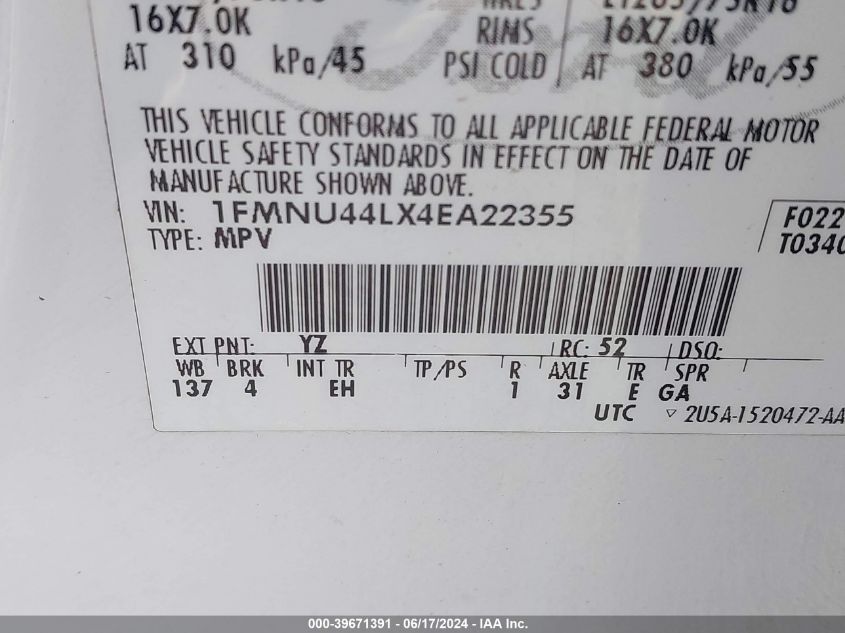 16X7.0K RIMS 16X7.0K
AT 310 kPa/45 PSI COLD AT 380 kPa/55
THIS VEHICLE CONFORMS TO ALL APPLICABLE FEDERAL MOTOR
VEHICLE SAFETY STANDARDS IN EFFECT ON THE DATE OF
MANUFACTURE SHOWN ABOVE.
VIN: 1FMNU44LX4EA22355 F022
TYPE: MPV T0340
EXT PNT: YZ RC: 52 DSO:
WB BRK INT TR TP/PS R AXLE TR SPR
137 4 EH 1 31 E GA
UTC ▿ 2U5A-1520472-AA
000-39671391 - 06/17/2024 - IAA Inc.